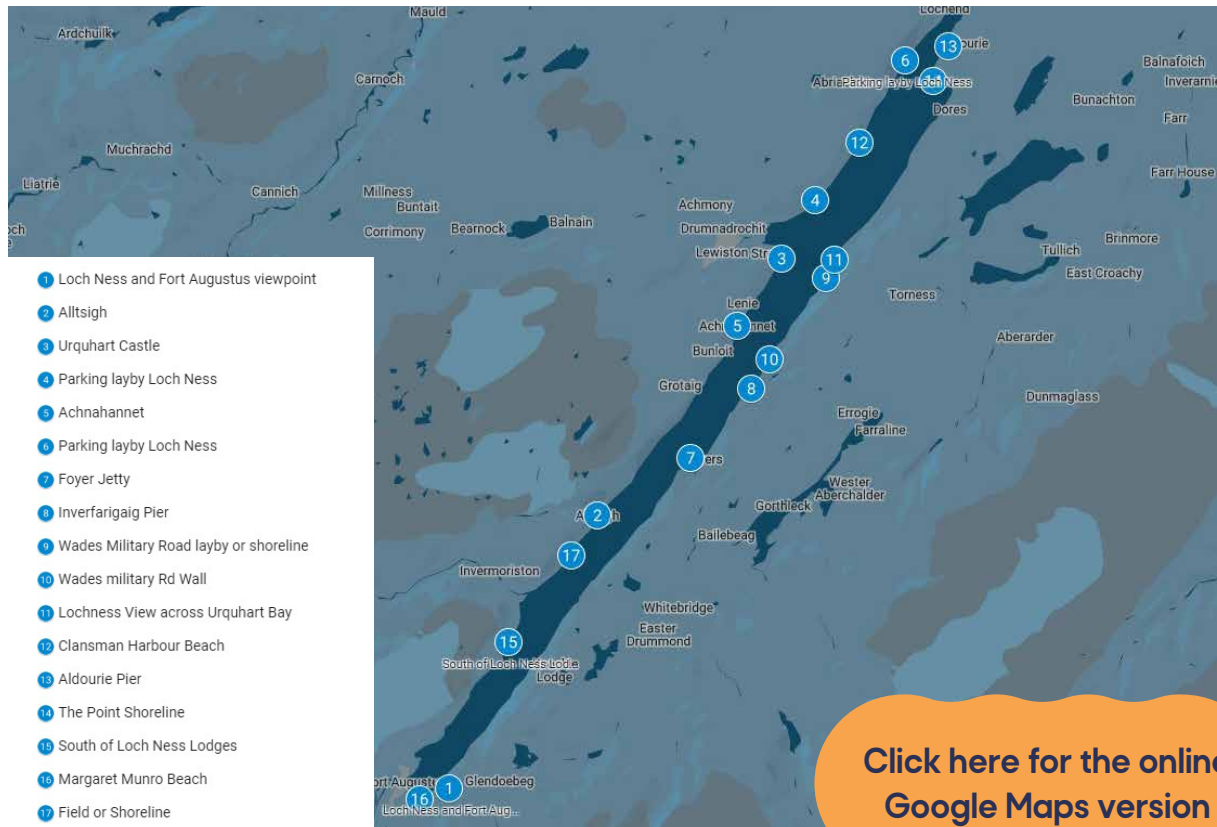 Lochend
Mauld
Ardchuilk
13
ourie
6
Balnafoich
Carnoch
Inverarnie
Parking layby Loch Ness
Bunachton
Dores
Farr
12
Muchrachd
Farr House
Liatrie
Cannich
Millness
4
Achmony
Buntait
Balnain
Drumnadrochit
Bearnock
Corrimony
Brinmore
Tullich
Lewiston
3
11
East Croachy
9
Torness
Lenie
5
Aberarder
Bunloit
10
Grotaig
8
Dunmaglass
Errogie
Farraline
7
ers
Wester
Aberchalder
Gorthleck
2
Bailebeag
17
Invermoriston
Whitebridge
Easter
Drummond
15
South of Loch Ness
Lodge
Fort Augustus
1
Glendoebeg
16
Loch Ness and Fort Aug...
1 Loch Ness and Fort Augustus viewpoint
2 Alltsigh
3 Urquhart Castle
4 Parking layby Loch Ness
5 Achnahannet
6 Parking layby Loch Ness
7 Foyer Jetty
8 Inverfarigaig Pier
9 Wades Military Road layby or shoreline
10 Wades military Rd Wall
11 Lochness View across Urquhart Bay
12 Clansman Harbour Beach
13 Aldourie Pier
14 The Point Shoreline
15 South of Loch Ness Lodges
16 Margaret Munro Beach
17 Field or Shoreline
Click here for the online
Google Maps version